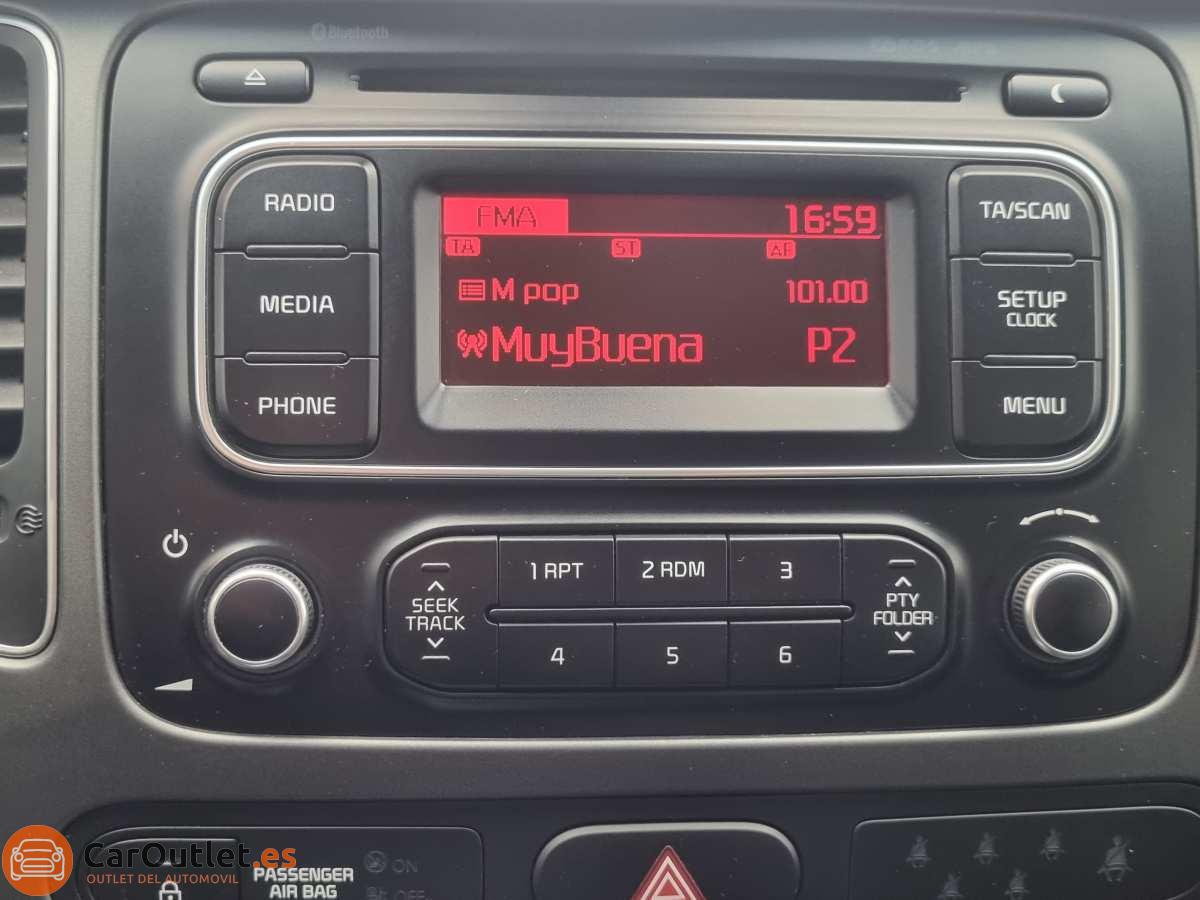 Bluetooth
RADIO
MEDIA
PHONE
FMA 16:59
TA ST AF
M pop 101.00
MuyBuena P2
TA/SCAN
SETUP
CLOCK
MENU
SEEK
TRACK
1 RPT 2 RDM 3
4 5 6
PTY
FOLDER
CarOutlet.es
OUTLET DEL AUTOMOVIL
PASSENGER
AIR BAG
ON
OFF